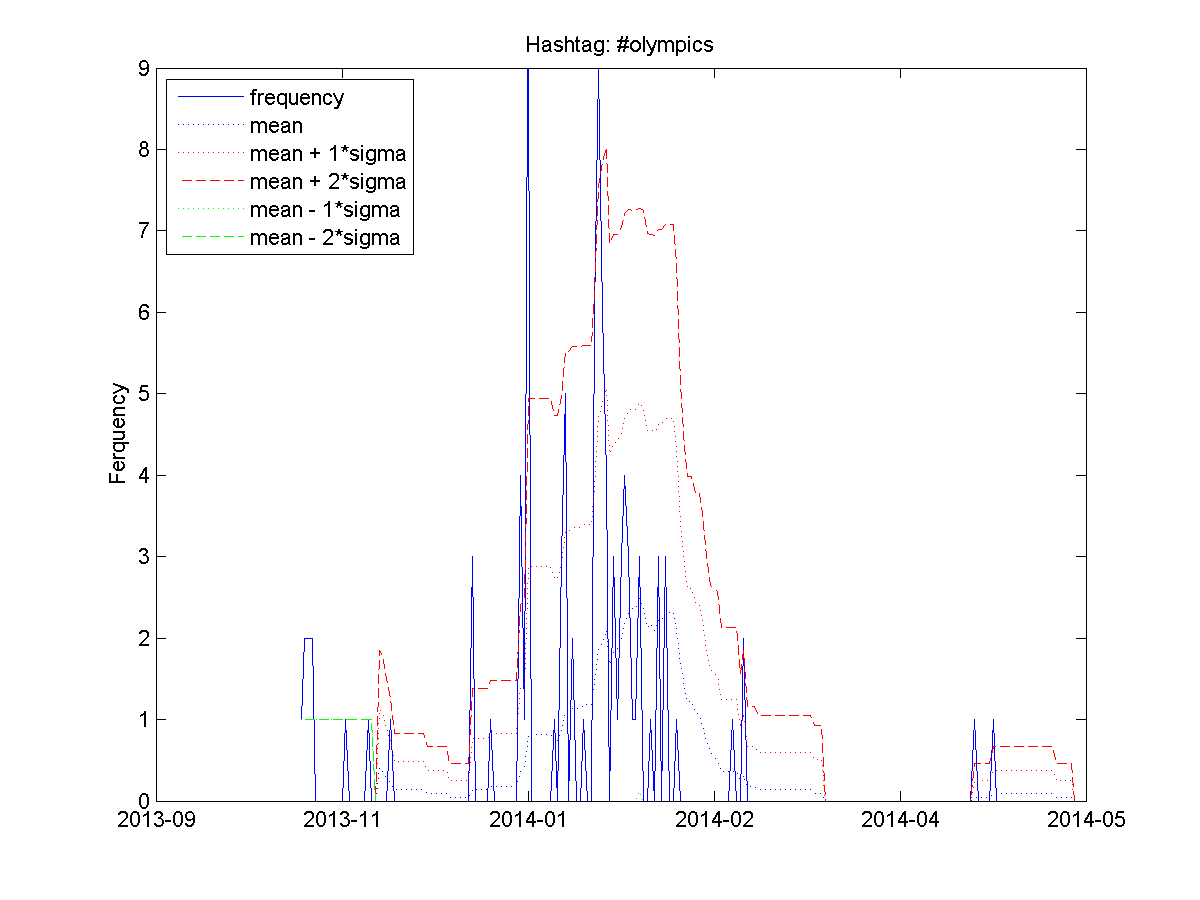 Hashtag: #olympics
9
8
7
6
5
4
3
2
1
0
Ferquency
frequency
mean
mean + 1*sigma
mean + 2*sigma
mean - 1*sigma
mean - 2*sigma
2013-09
2013-11
2014-01
2014-02
2014-04
2014-05